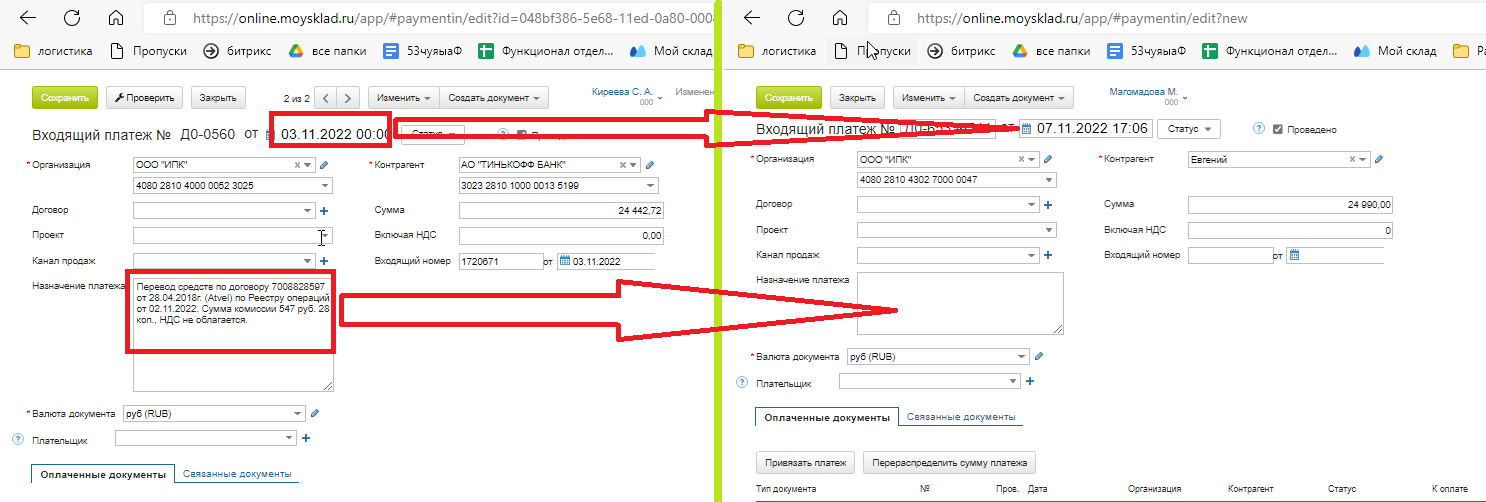 https://online.moysklad.ru/app/#paymentin/edit?id=048bf386-5e68-11ed-0a80-000
логистика Пропуски битрикс все папки 53чуяыаФ Функционал отдел... Мой склад
Сохранить Проверить Закрыть 2 из 2 Изменить Создать документ Киреева С. А. 000 Изменен
Входящий платеж № Д0-0560 от 03.11.2022 00:00 Статус
* Организация ООО "ИПК" * Контрагент АО "ТИНЬКОФФ БАНК"
4080 2810 4000 0052 3025 3023 2810 1000 0013 5199
Договор Сумма 24 442,72
Проект Включая НДС 0,00
Канал продаж Входящий номер 1720671 от 03.11.2022
Назначение платежа Перевод средств по договору 7008828597
от 28.04.2018г. (Atvel) по Реестру операций
от 02.11.2022. Сумма комиссии 547 руб. 28
коп., НДС не облагается.
* Валюта документа руб (RUB)
? Плательщик
Оплаченные документы Связанные документы
https://online.moysklad.ru/app/#paymentin/edit?new
логистика Пропуски битрикс все папки 53чуяыаФ Функционал отдел... Мой склад Ра
Сохранить Закрыть Изменить Создать документ Магомадова М. 000
Входящий платеж № от 07.11.2022 17:06 Статус ? Проведено
* Организация ООО "ИПК" * Контрагент Евгений
4080 2810 4302 7000 0047
Договор Сумма 24 990,00
Проект Включая НДС 0
Канал продаж Входящий номер от
Назначение платежа
* Валюта документа руб (RUB)
? Плательщик
Оплаченные документы Связанные документы
Привязать платеж Перераспределить сумму платежа
Тип документа № Пров. Дата Организация Контрагент Статус К оплате